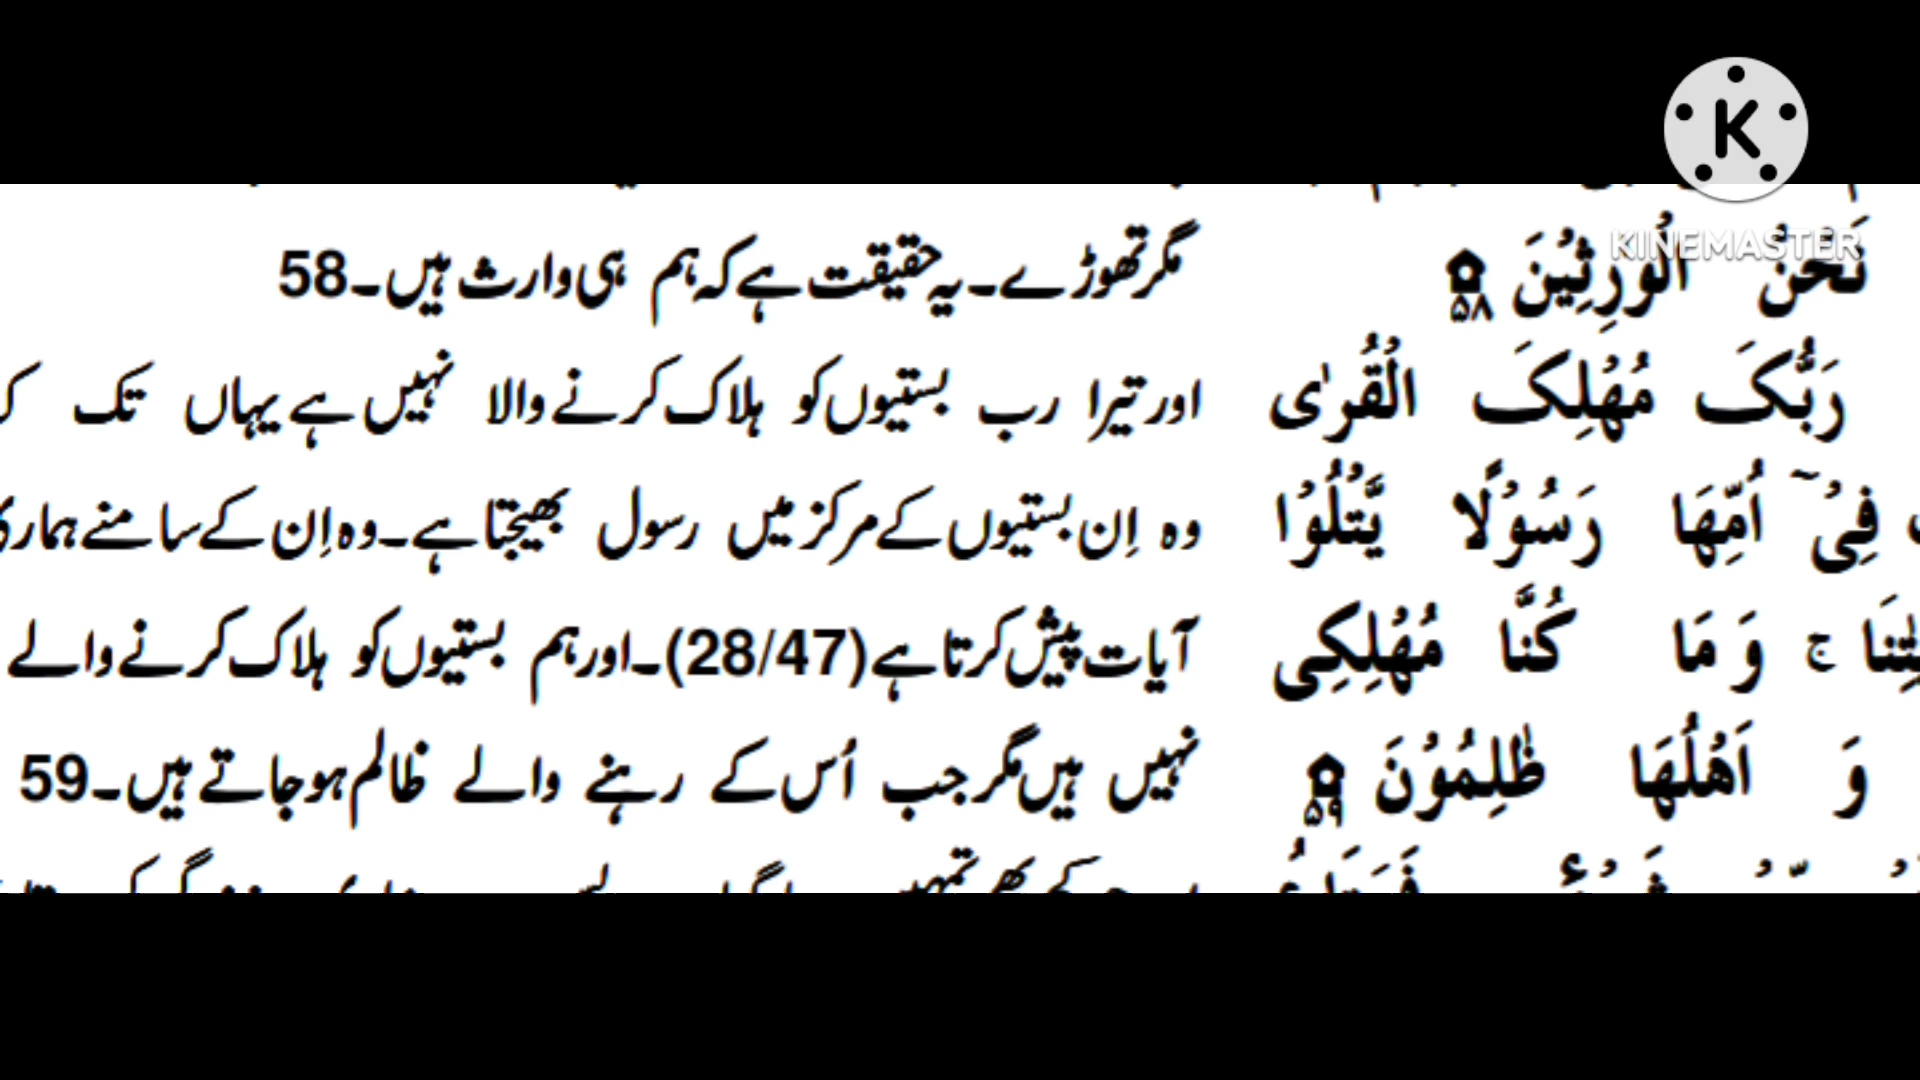 K
KINEMASTER
نَحۡنُ الۡوٰرِثِيۡنَ ۵۸ مگر تھوڑے۔ یہ حقیقت ہے کہ ہم ہی وارث ہیں۔58
رَبُّکَ مُهۡلِکَ الۡقُرٰی اور تیرا رب بستیوں کو ہلاک کرنے والا نہیں ہے یہاں تک
فِیۡۤ اُمِّهَا رَسُوۡلًا يَّتۡلُوۡا وہ اِن بستیوں کے مرکز میں رسول بھیجتا ہے۔ وہ اِن کے سامنے ہماری
ج وَ مَا کُنَّا مُهۡلِکِی آیات پیش کرتا ہے (28/47)۔ اور ہم بستیوں کو ہلاک کرنے والے
وَ اَهۡلُهَا ظٰلِمُوۡنَ ۵۹ نہیں ہیں مگر جب اُس کے رہنے والے ظالم ہو جاتے ہیں۔59